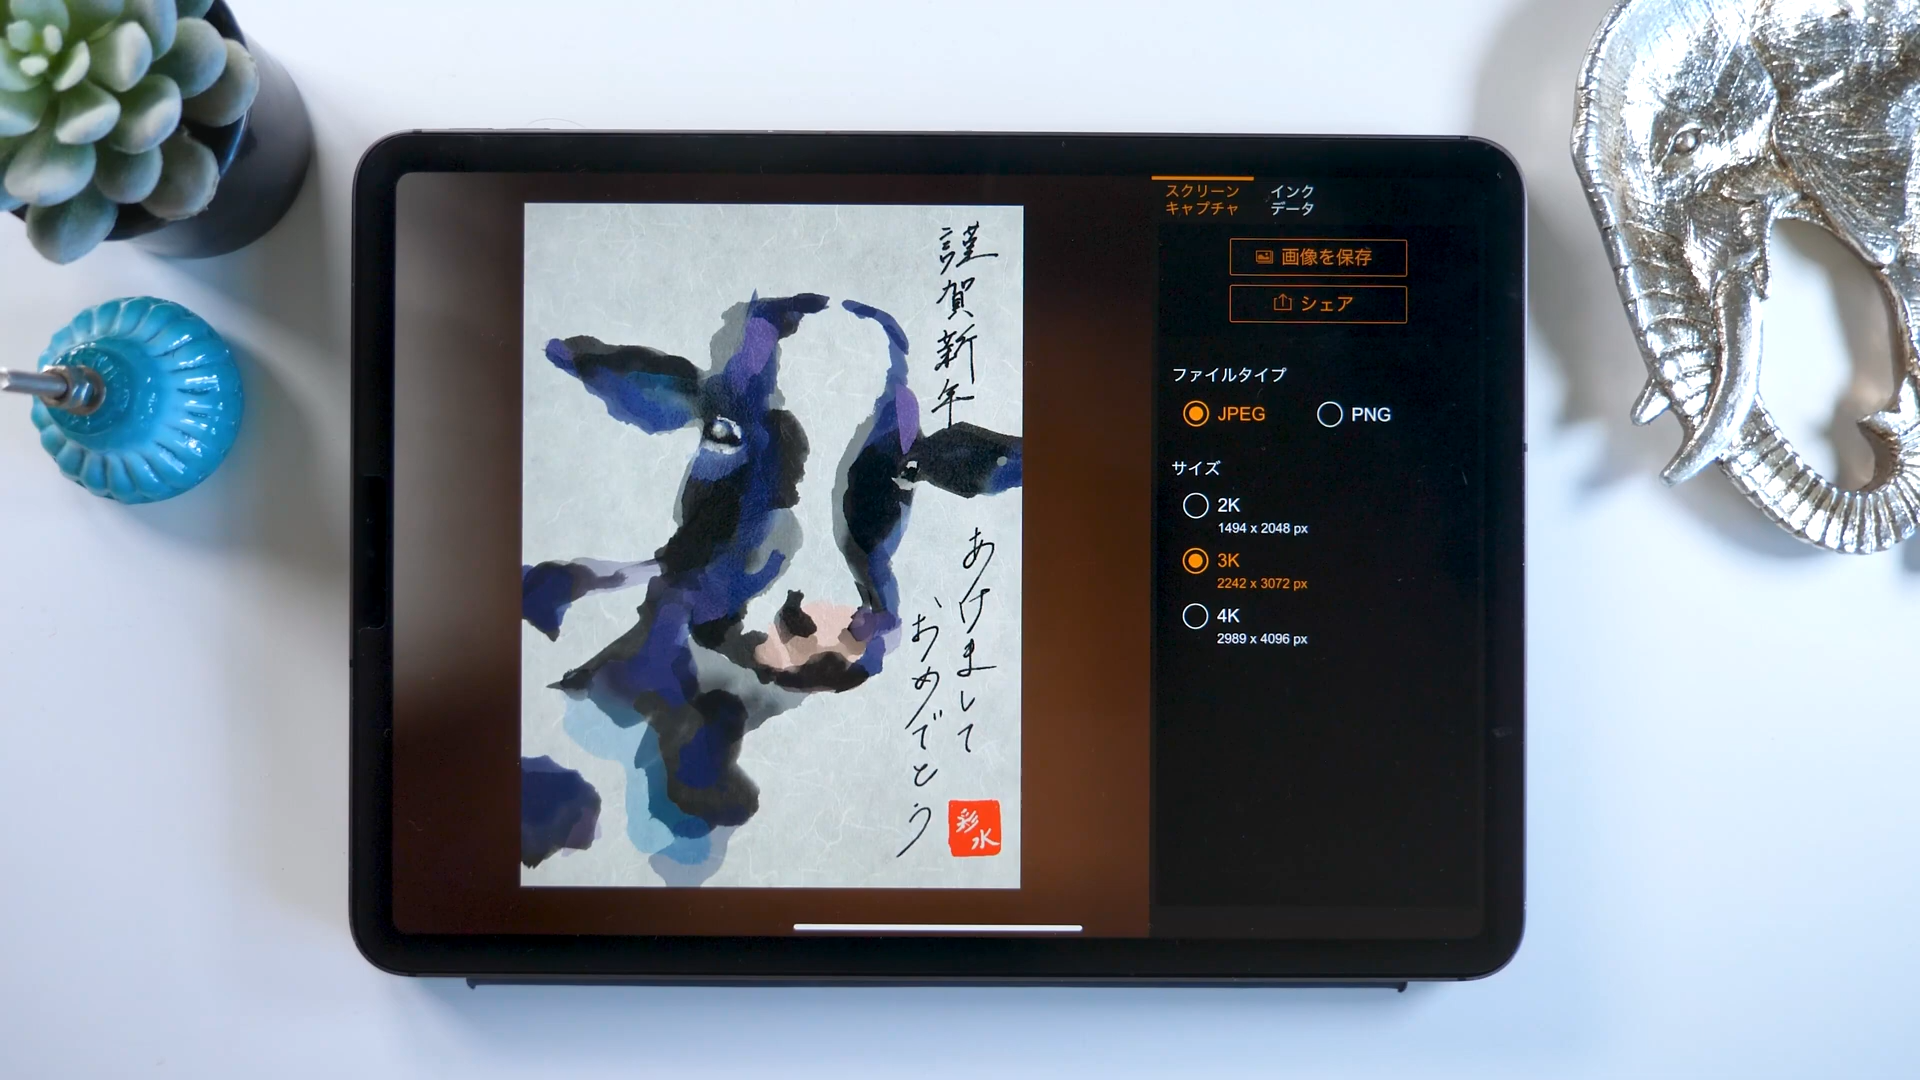 謹賀新年
あけまして
おめでとう
彩水
スクリーン
キャプチャ
インク
データ
画像を保存
シェア
ファイルタイプ
JPEG
PNG
サイズ
2K
1494 x 2048 px
3K
2242 x 3072 px
4K
2989 x 4096 px